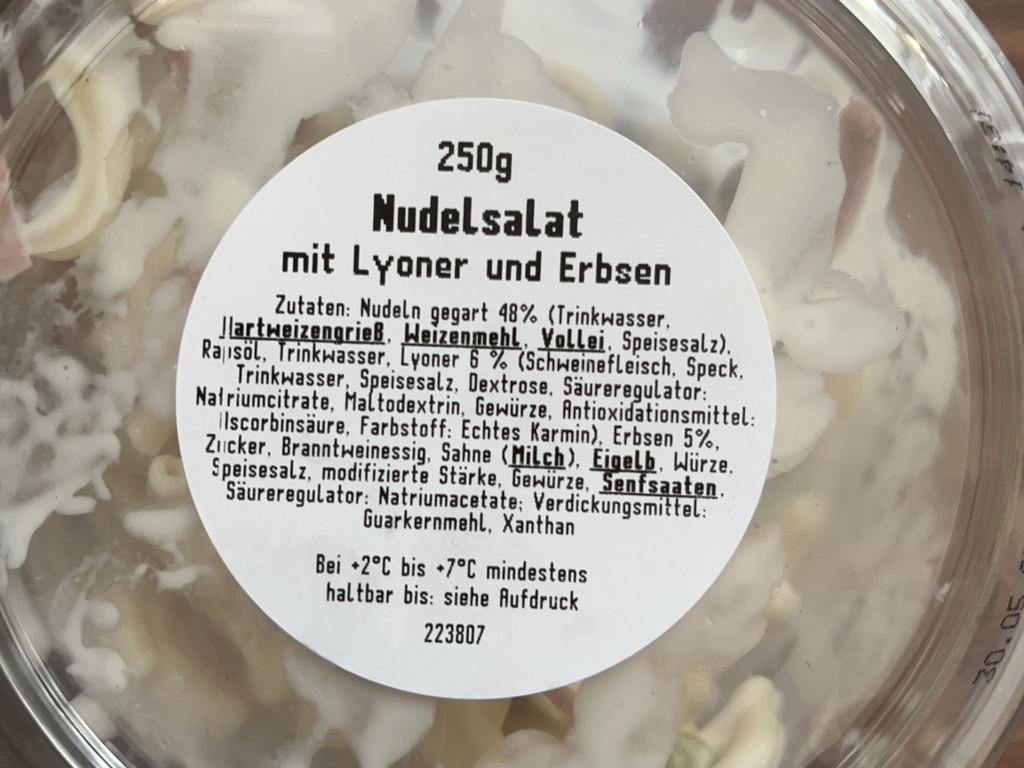 250g
Nudelsalat
mit Lyoner und Erbsen
Zutaten: Nudeln gegart 48% (Trinkwasser,
Hartweizengrieß, Weizenmehl, Vollei, Speisesalz),
Rapsöl, Trinkwasser, Lyoner 6 % (Schweinefleisch, Speck,
Trinkwasser, Speisesalz, Dextrose, Säureregulator:
Natriumcitrate, Maltodextrin, Gewürze, Antioxidationsmittel:
Ascorbinsäure, Farbstoff: Echtes Karmin), Erbsen 5%,
Zucker, Branntweinessig, Sahne (Milch), Eigelb, Würze,
Speisesalz, modifizierte Stärke, Gewürze, Senfsaaten,
Säureregulator: Natriumacetate; Verdickungsmittel:
Guarkernmehl, Xanthan
Bei +2°C bis +7°C mindestens
haltbar bis: siehe Aufdruck
223807
30.05.